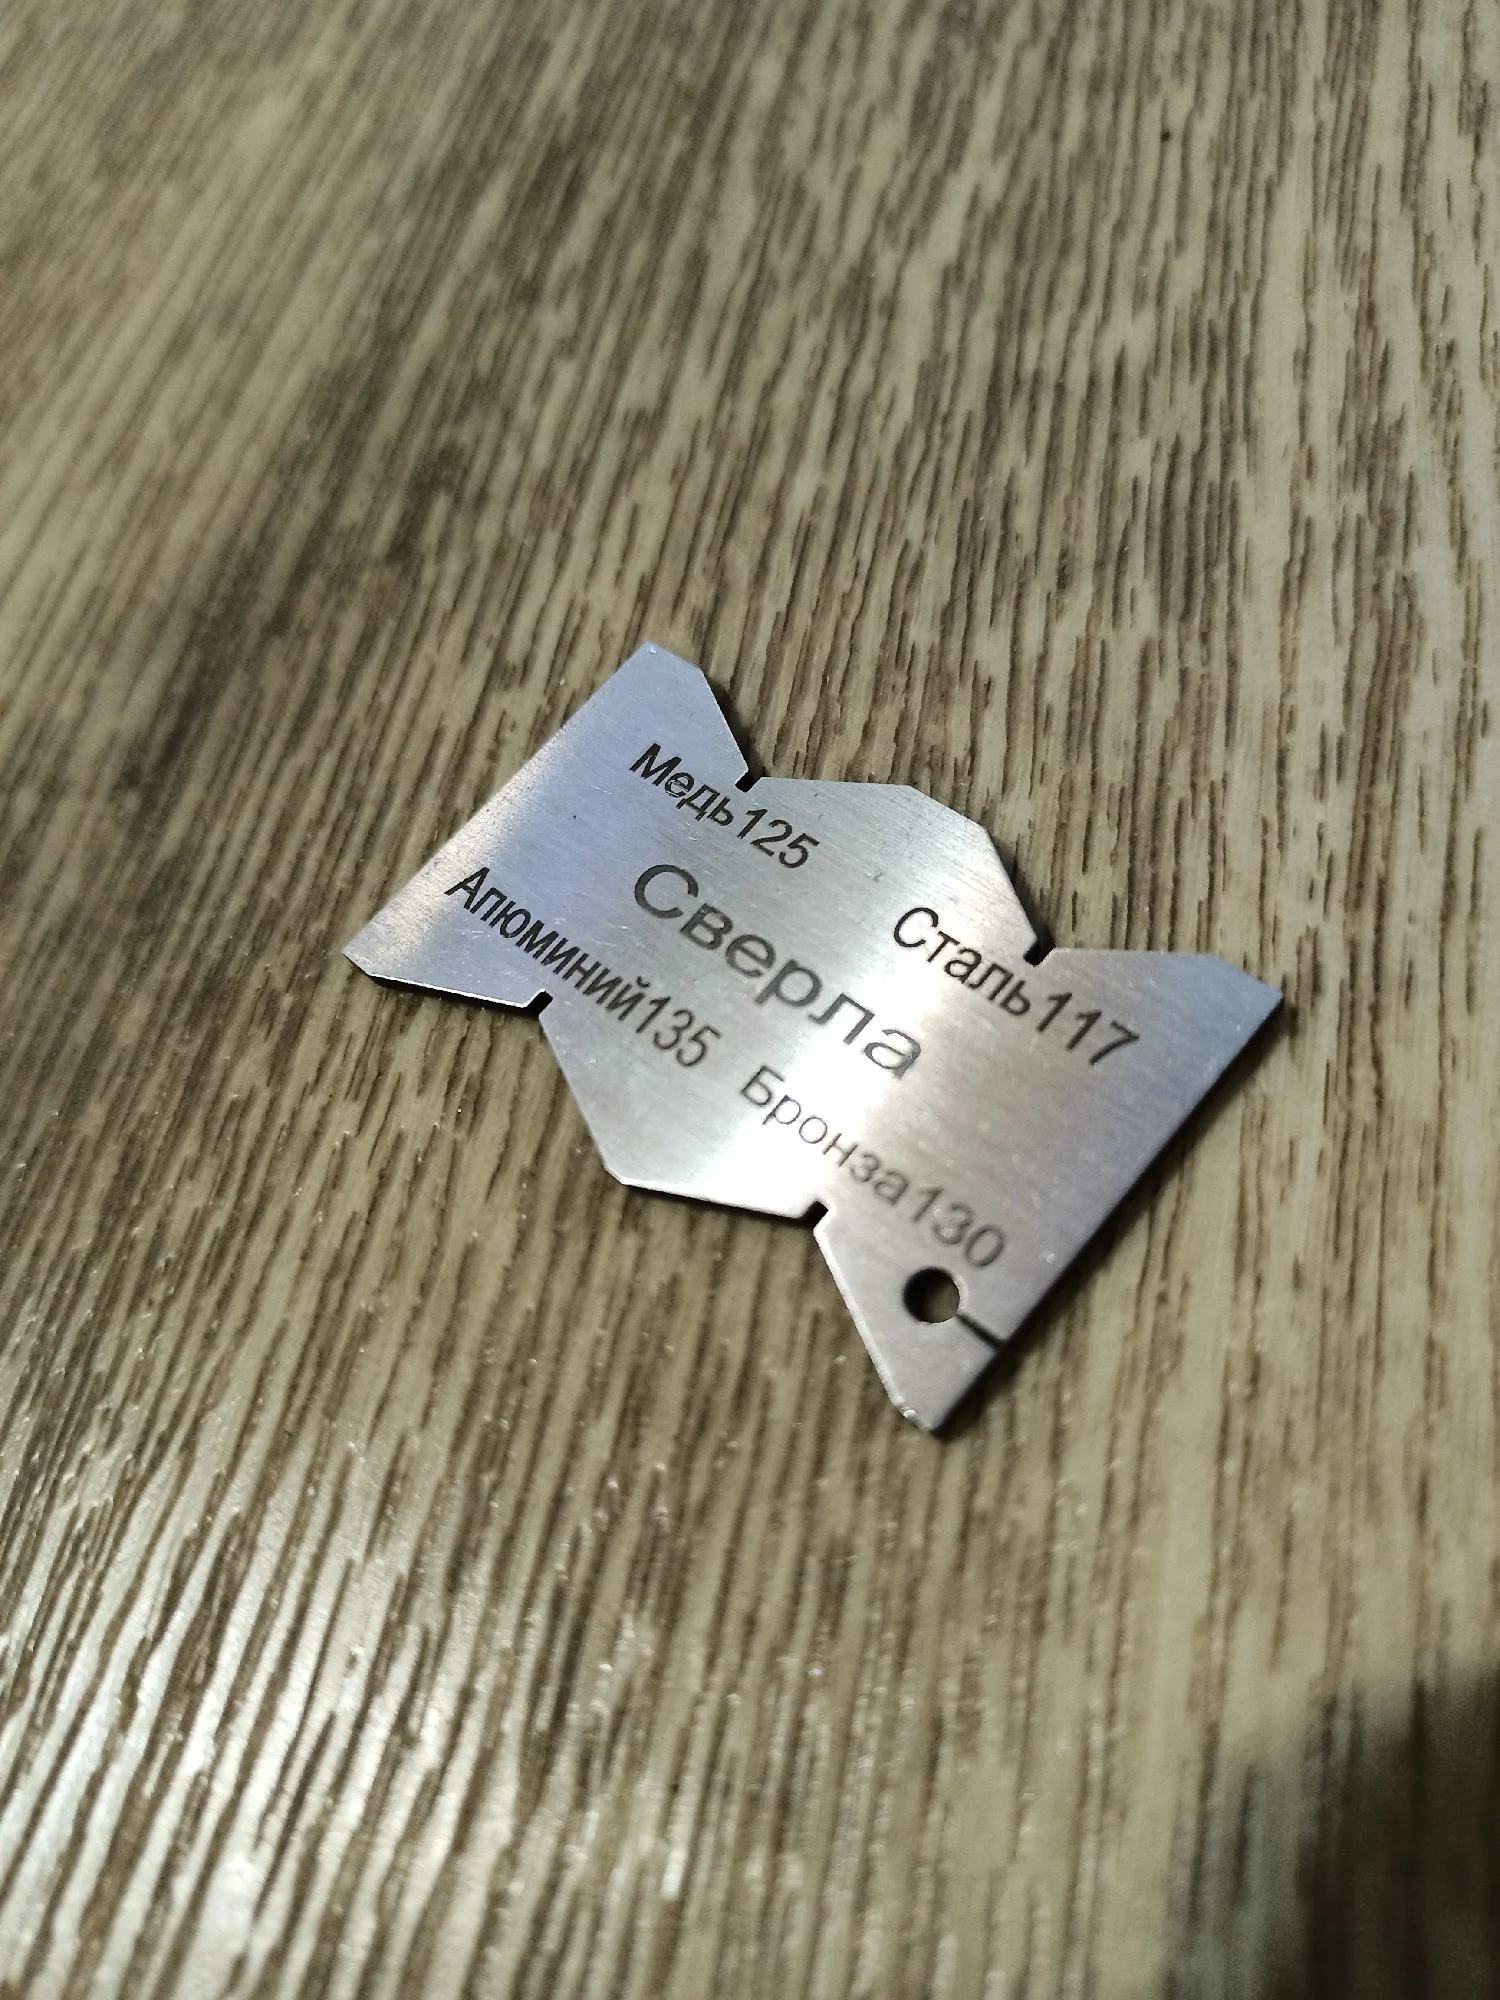 Медь125
Сталь117
Сверла
Алюминий135
Бронза130